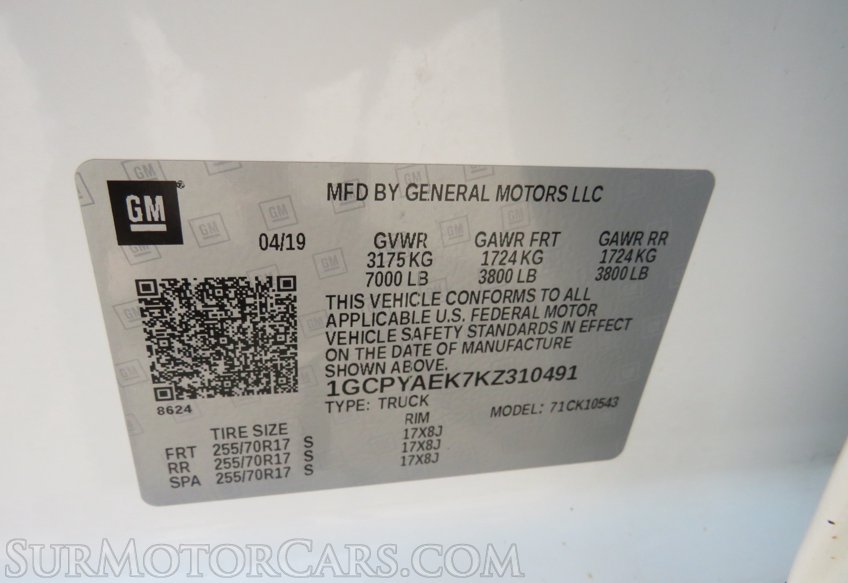 GM
MFD BY GENERAL MOTORS LLC
04/19 GVWR GAWR FRT GAWR RR
3175 KG 1724 KG 1724 KG
7000 LB 3800 LB 3800 LB
THIS VEHICLE CONFORMS TO ALL
APPLICABLE U.S. FEDERAL MOTOR
VEHICLE SAFETY STANDARDS IN EFFECT
ON THE DATE OF MANUFACTURE
SHOWN ABOVE.
1GCPYAEK7KZ310491
8624
TYPE: TRUCK MODEL: 71CK10543
TIRE SIZE RIM
FRT 255/70R17 S 17X8J
RR 255/70R17 S 17X8J
SPA 255/70R17 S 17X8J
SURMOTORCARS.COM